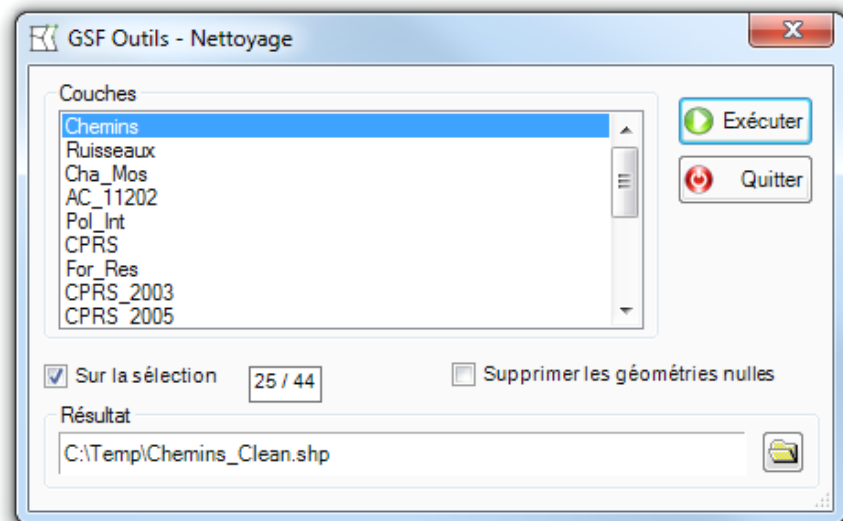 GSF Outils - Nettoyage
Couches
Chemins
Ruisseaux
Cha_Mos
AC_11202
Pol_Int
CPRS
For_Res
CPRS_2003
CPRS_2005
Exécuter
Quitter
Sur la sélection
25 / 44
Supprimer les géométries nulles
Résultat
C:\Temp\Chemins_Clean.shp